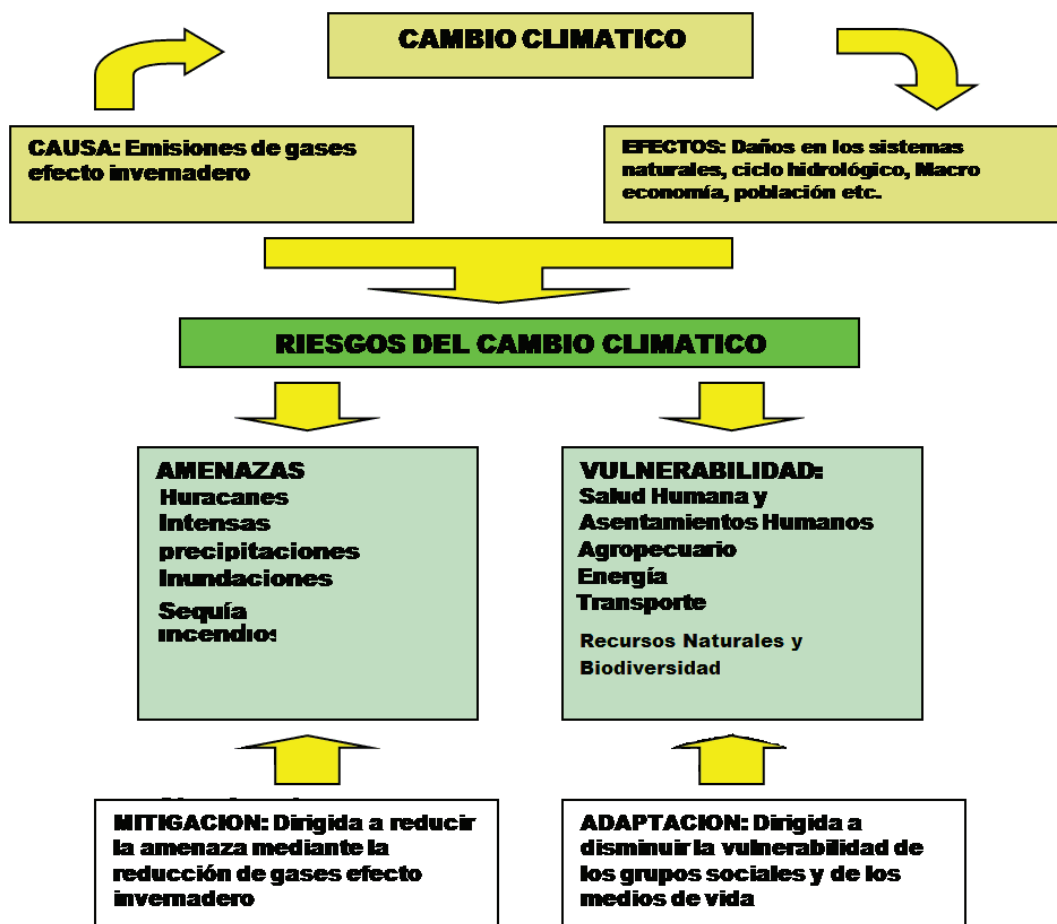 CAMBIO CLIMATICO
CAUSA: Emisiones de gases
efecto invernadero
EFECTOS: Daños en los sistemas
naturales, ciclo hidrológico, Macro
economía, población etc.
RIESGOS DEL CAMBIO CLIMATICO
AMENAZAS
Huracanes
Intensas
precipitaciones
Inundaciones
Sequía
incendios
VULNERABILIDAD:
Salud Humana y
Asentamientos Humanos
Agropecuario
Energía
Transporte
Recursos Naturales y
Biodiversidad
MITIGACION: Dirigida a reducir
la amenaza mediante la
reducción de gases efecto
invernadero
ADAPTACION: Dirigida a
disminuir la vulnerabilidad de
los grupos sociales y de los
medios de vida